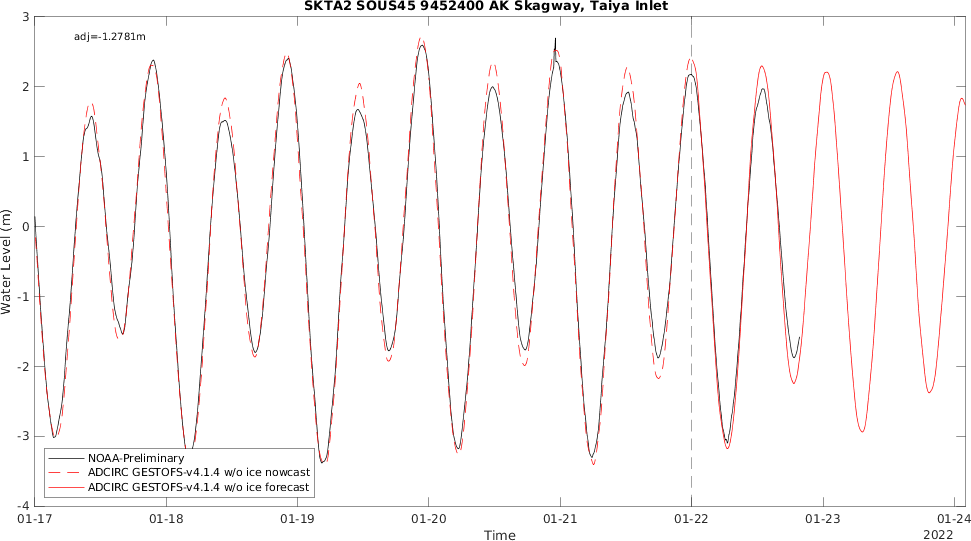 SKTA2 SOUS45 9452400 AK Skagway, Taiya Inlet
adj=-1.2781m
3
2
1
0
-1
-2
-3
-4
Water Level (m)
NOAA-Preliminary
ADCIRC GESTOFS-v4.1.4 w/o ice nowcast
ADCIRC GESTOFS-v4.1.4 w/o ice forecast
01-17 01-18 01-19 01-20 01-21 01-22 01-23 01-24
Time
2022